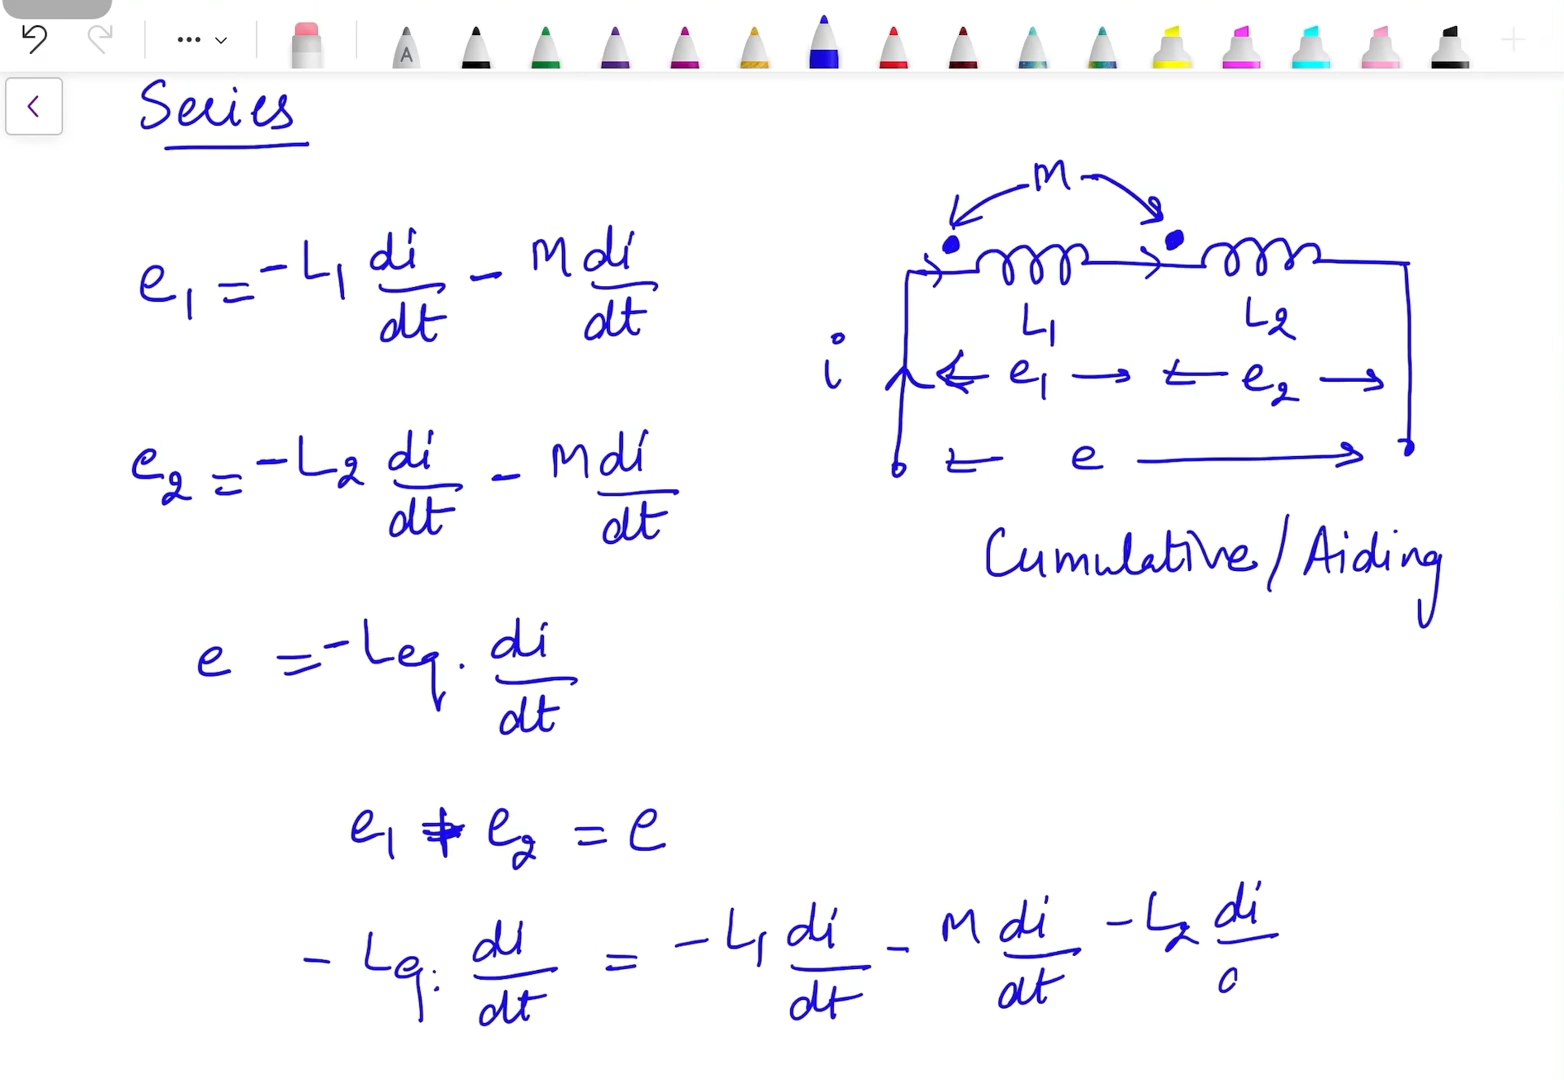 Series
M
e₁ = -L₁ di/dt - M di/dt
L₁ L₂
i
e₁ e₂
e₂ = -L₂ di/dt - M di/dt
e
Cumulative/Aiding
e = -Leq. di/dt
e₁ + e₂ = e
- Leq. di/dt = -L₁ di/dt - M di/dt - L₂ di/